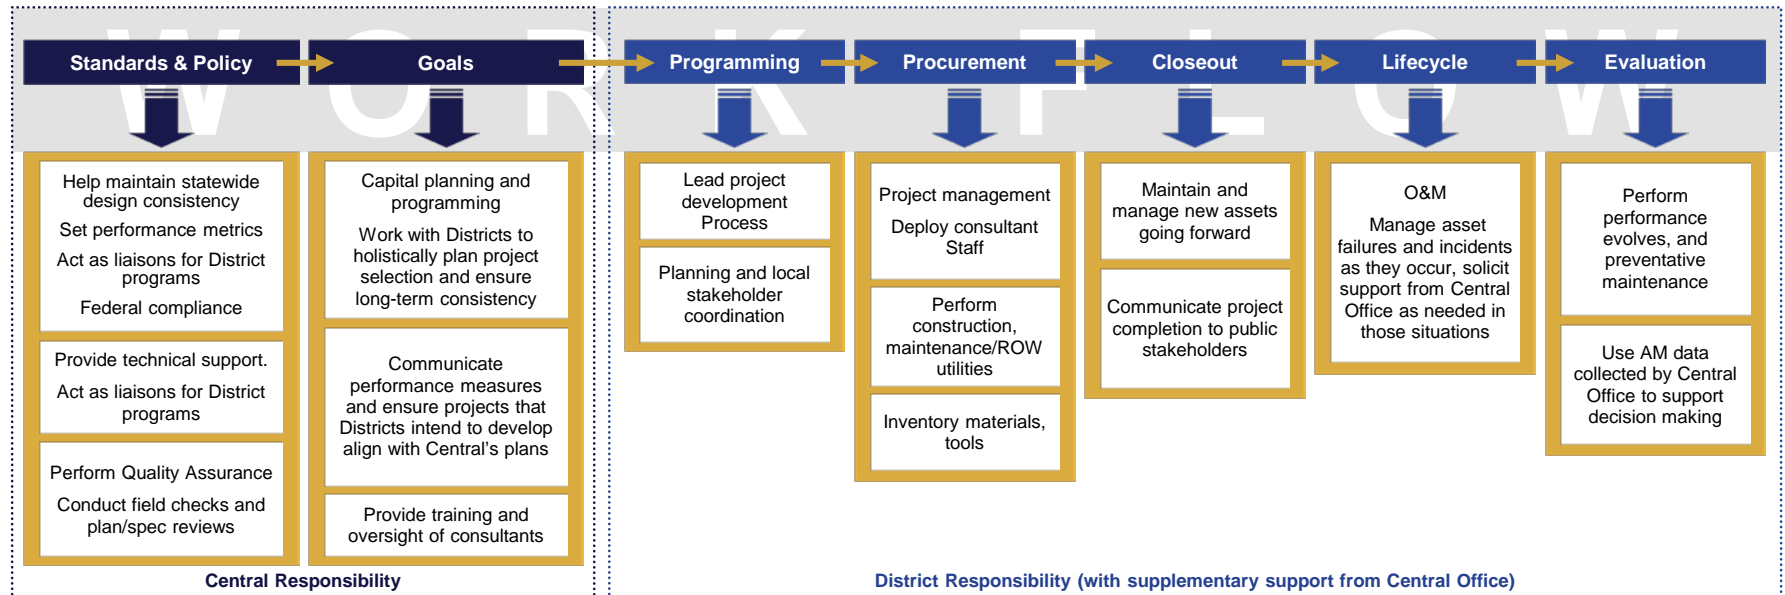 WORK FLOW
Standards & Policy
Goals
Programming
Procurement
Closeout
Lifecycle
Evaluation
Help maintain statewide
design consistency
Set performance metrics
Act as liaisons for District
programs
Federal compliance
Provide technical support.
Act as liaisons for District
programs
Perform Quality Assurance
Conduct field checks and
plan/spec reviews
Capital planning and
programming
Work with Districts to
holistically plan project
selection and ensure
long-term consistency
Communicate
performance measures
and ensure projects that
Districts intend to develop
align with Central's plans
Provide training and
oversight of consultants
Lead project
development
Process
Planning and local
stakeholder
coordination
Project management
Deploy consultant
Staff
Perform
construction,
maintenance/ROW
utilities
Inventory materials,
tools
Maintain and
manage new assets
going forward
Communicate project
completion to public
stakeholders
O&M
Manage asset
failures and incidents
as they occur, solicit
support from Central
Office as needed in
those situations
Perform
performance
evolves, and
preventative
maintenance
Use AM data
collected by Central
Office to support
decision making
Central Responsibility
District Responsibility (with supplementary support from Central Office)